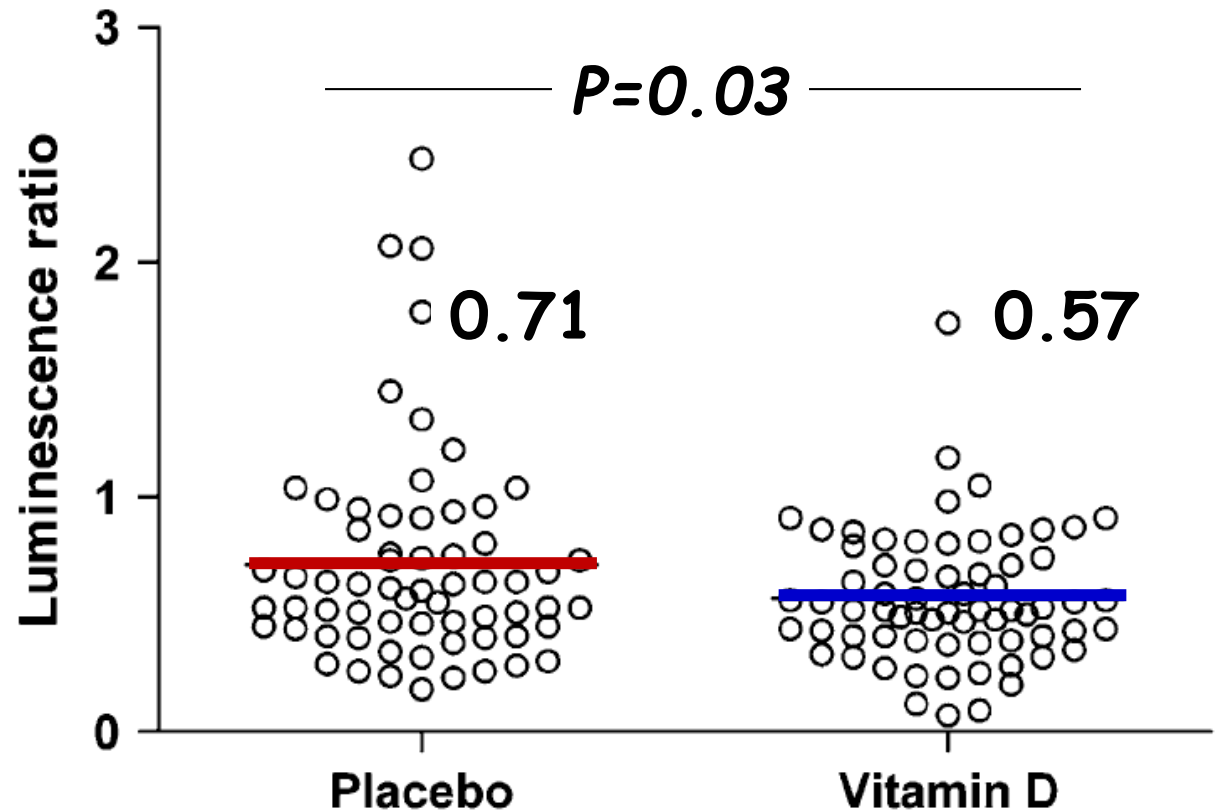 3
P=0.03
2
0.71
0.57
1
0
Luminescence ratio
Placebo
Vitamin D